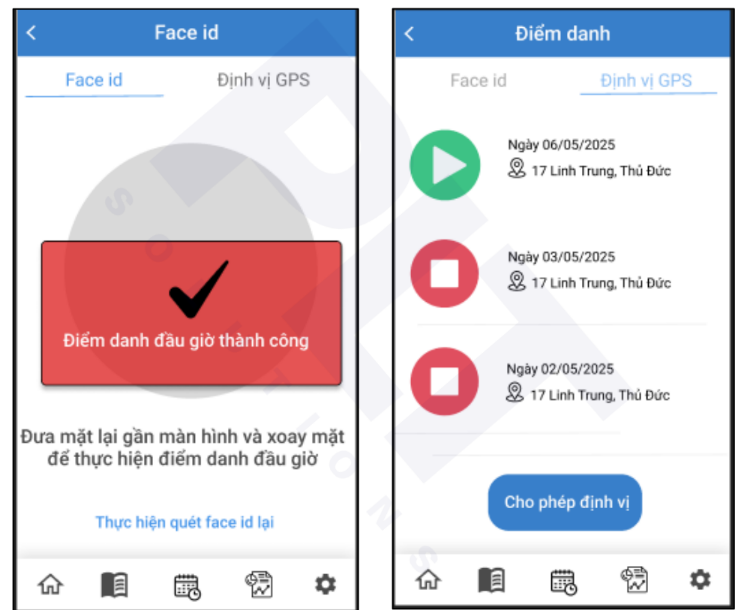 Face id
Face id
Định vị GPS
Điểm danh đầu giờ thành công
Đưa mặt lại gần màn hình và xoay mặt
để thực hiện điểm danh đầu giờ
Thực hiện quét face id lại
Điểm danh
Face id
Định vị GPS
Ngày 06/05/2025
17 Linh Trung, Thủ Đức
Ngày 03/05/2025
17 Linh Trung, Thủ Đức
Ngày 02/05/2025
17 Linh Trung, Thủ Đức
Cho phép định vị